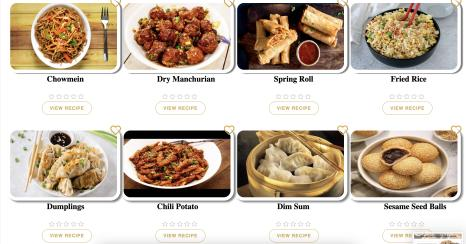 Chowmein
Dry Manchurian
Spring Roll
Fried Rice
VIEW RECIPE
VIEW RECIPE
VIEW RECIPE
VIEW RECIPE
Dumplings
Chili Potato
Dim Sum
Sesame Seed Balls
VIEW RECIPE
VIEW RECIPE
VIEW RECIPE
VIEW RE